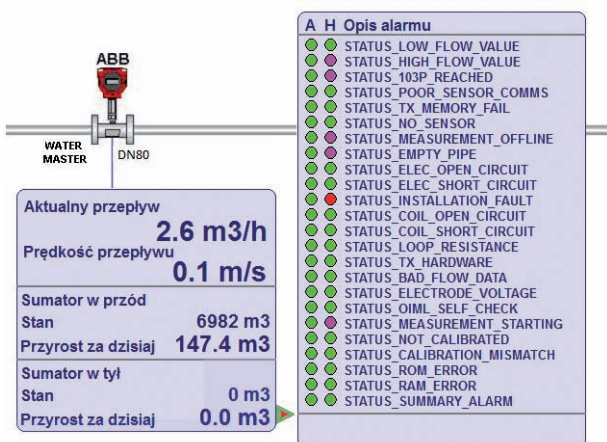 ABB
WATER
MASTER
DN80
Aktualny przepływ
2.6 m3/h
Prędkość przepływu
0.1 m/s
Sumator w przód
Stan 6982 m3
Przyrost za dzisiaj 147.4 m3
Sumator w tył
Stan 0 m3
Przyrost za dzisiaj 0.0 m3
A H Opis alarmu
STATUS_LOW_FLOW_VALUE
STATUS_HIGH_FLOW_VALUE
STATUS_103P_REACHED
STATUS_POOR_SENSOR_COMMS
STATUS_TX_MEMORY_FAIL
STATUS_NO_SENSOR
STATUS_MEASUREMENT_OFFLINE
STATUS_EMPTY_PIPE
STATUS_ELEC_OPEN_CIRCUIT
STATUS_ELEC_SHORT_CIRCUIT
STATUS_INSTALLATION_FAULT
STATUS_COIL_OPEN_CIRCUIT
STATUS_COIL_SHORT_CIRCUIT
STATUS_LOOP_RESISTANCE
STATUS_TX_HARDWARE
STATUS_BAD_FLOW_DATA
STATUS_ELECTRODE_VOLTAGE
STATUS_OIML_SELF_CHECK
STATUS_MEASUREMENT_STARTING
STATUS_NOT_CALIBRATED
STATUS_CALIBRATION_MISMATCH
STATUS_ROM_ERROR
STATUS_RAM_ERROR
STATUS_SUMMARY_ALARM